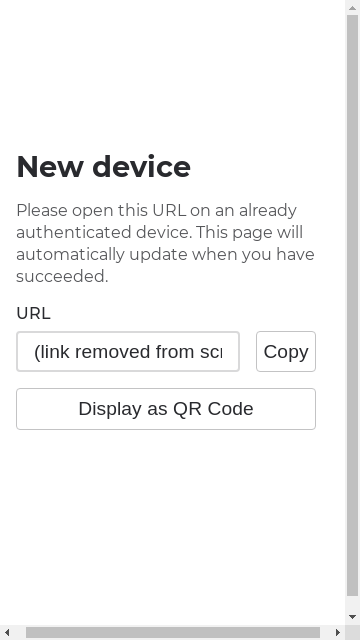 New device
Please open this URL on an already
authenticated device. This page will
automatically update when you have
succeeded.
URL
(link removed from
Copy
Display as QR Code